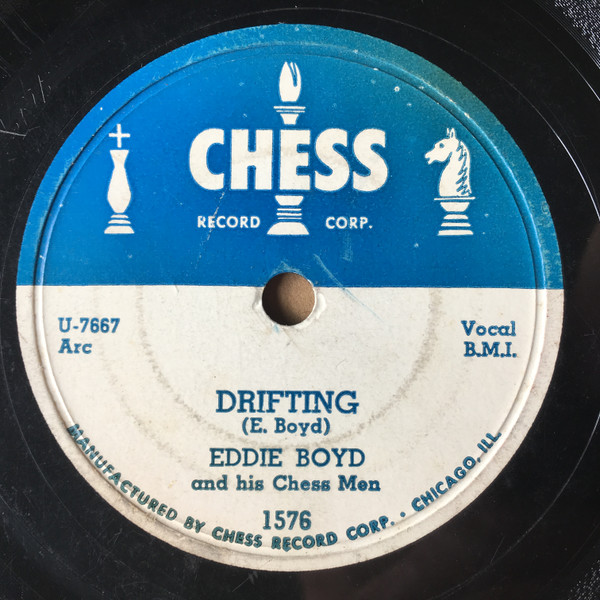 CHESS
RECORD CORP.
U-7667
Arc
Vocal
B.M.I.
DRIFTING
(E. Boyd)
EDDIE BOYD
and his Chess Men
1576
MANUFACTURED BY CHESS RECORD CORP. · CHICAGO, ILL.